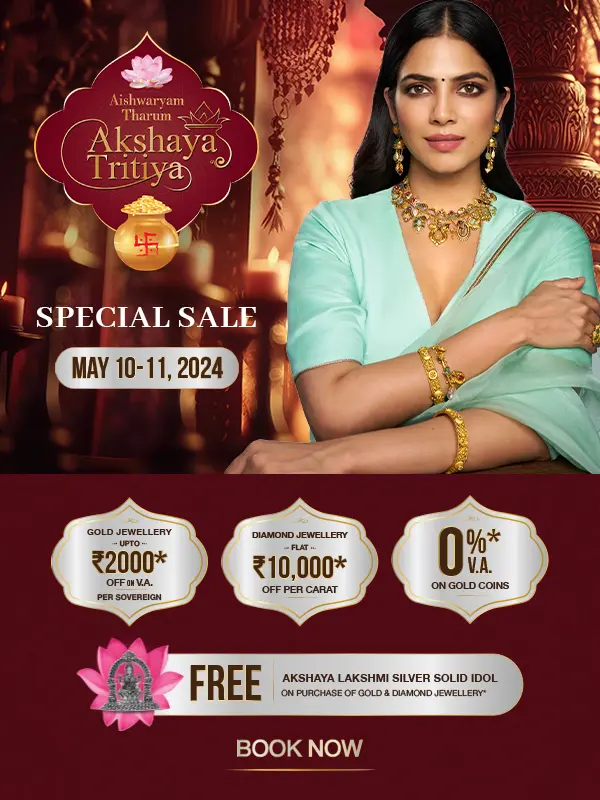 Aishwaryam
Tharum
Akshaya
Tritiya
SPECIAL SALE
MAY 10-11, 2024
GOLD JEWELLERY
- UPTO -
₹2000*
OFF ON V.A.
PER SOVEREIGN
DIAMOND JEWELLERY
- FLAT -
₹10,000*
OFF PER CARAT
0%*
V.A.
ON GOLD COINS
FREE
AKSHAYA LAKSHMI SILVER SOLID IDOL
ON PURCHASE OF GOLD & DIAMOND JEWELLERY*
BOOK NOW